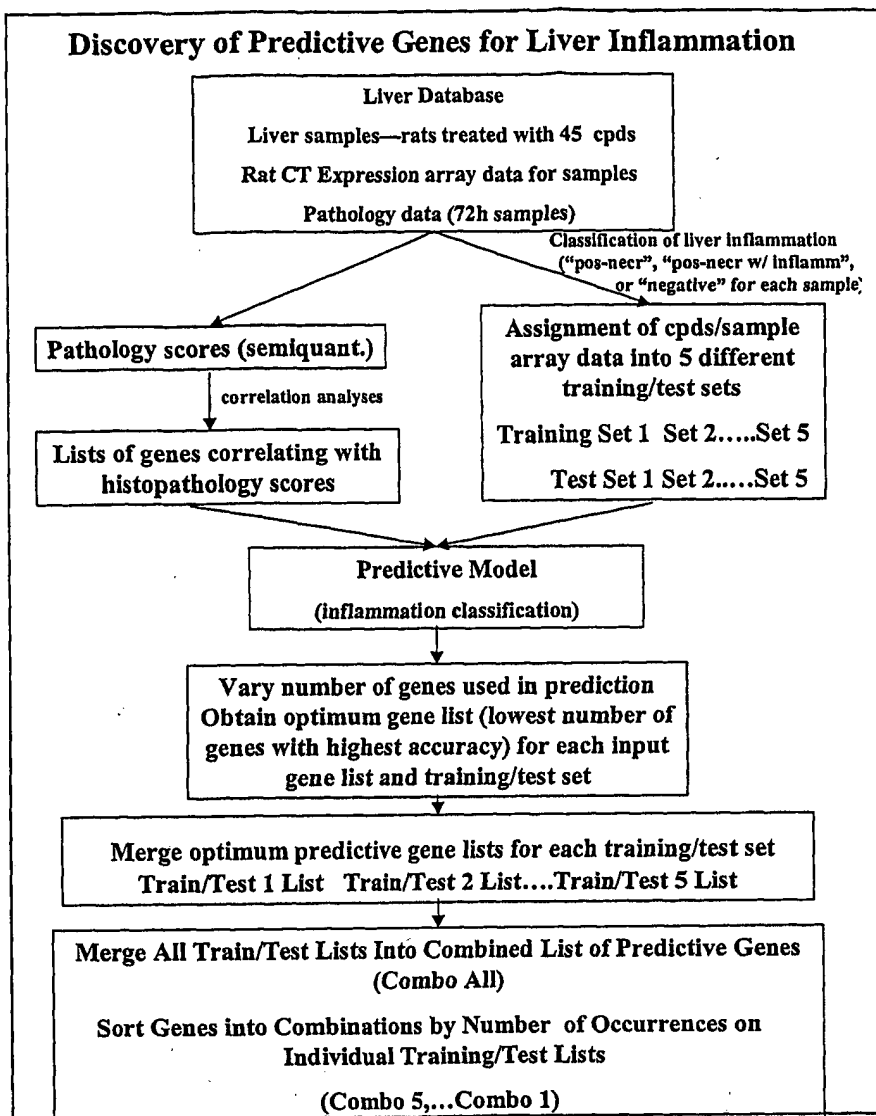 Discovery of Predictive Genes for Liver Inflammation
Liver Database
Liver samples—rats treated with 45 cpds
Rat CT Expression array data for samples
Pathology data (72h samples)
Classification of liver inflammation
("pos-necr", "pos-necr w/ inflamm",
or "negative" for each sample)
Pathology scores (semiquant.)
correlation analyses
Lists of genes correlating with
histopathology scores
Assignment of cpds/sample
array data into 5 different
training/test sets
Training Set 1 Set 2.....Set 5
Test Set 1 Set 2.....Set 5
Predictive Model
(inflammation classification)
Vary number of genes used in prediction
Obtain optimum gene list (lowest number of
genes with highest accuracy) for each input
gene list and training/test set
Merge optimum predictive gene lists for each training/test set
Train/Test 1 List Train/Test 2 List....Train/Test 5 List
Merge All Train/Test Lists Into Combined List of Predictive Genes
(Combo All)
Sort Genes into Combinations by Number of Occurrences on
Individual Training/Test Lists
(Combo 5,...Combo 1)